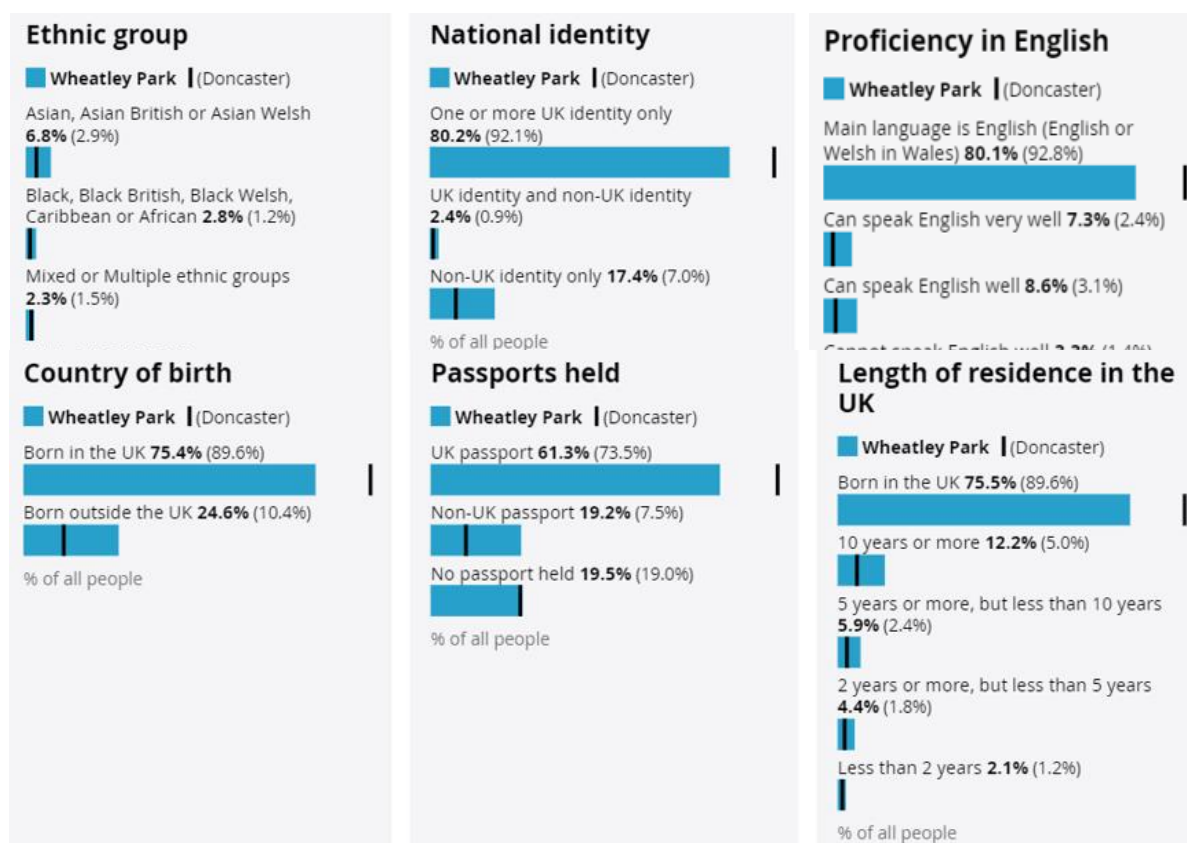 Ethnic group
Wheatley Park (Doncaster)
Asian, Asian British or Asian Welsh
6.8% (2.9%)
Black, Black British, Black Welsh,
Caribbean or African 2.8% (1.2%)
Mixed or Multiple ethnic groups
2.3% (1.5%)
National identity
Wheatley Park (Doncaster)
One or more UK identity only
80.2% (92.1%)
UK identity and non-UK identity
2.4% (0.9%)
Non-UK identity only 17.4% (7.0%)
% of all people
Proficiency in English
Wheatley Park (Doncaster)
Main language is English (English or
Welsh in Wales) 80.1% (92.8%)
Can speak English very well 7.3% (2.4%)
Can speak English well 8.6% (3.1%)
Cannot speak English well
Country of birth
Wheatley Park (Doncaster)
Born in the UK 75.4% (89.6%)
Born outside the UK 24.6% (10.4%)
% of all people
Passports held
Wheatley Park (Doncaster)
UK passport 61.3% (73.5%)
Non-UK passport 19.2% (7.5%)
No passport held 19.5% (19.0%)
% of all people
Length of residence in the
UK
Wheatley Park (Doncaster)
Born in the UK 75.5% (89.6%)
10 years or more 12.2% (5.0%)
5 years or more, but less than 10 years
5.9% (2.4%)
2 years or more, but less than 5 years
4.4% (1.8%)
Less than 2 years 2.1% (1.2%)
% of all people